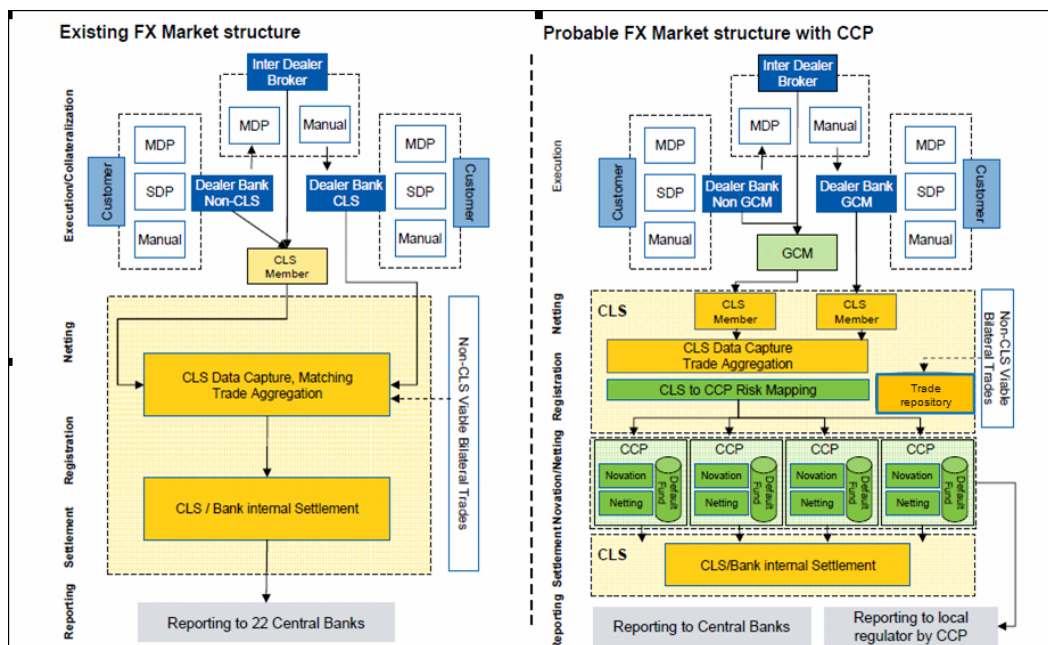 Existing FX Market structure
Execution/Collateralization
Netting
Registration
Settlement
Reporting
Inter Dealer
Broker
MDP
Manual
Customer
MDP
SDP
Manual
Dealer Bank
Non-CLS
Dealer Bank
CLS
MDP
SDP
Manual
Customer
CLS
Member
CLS Data Capture, Matching
Trade Aggregation
Non-CLS Viable Bilateral Trades
CLS / Bank internal Settlement
Reporting to 22 Central Banks
Probable FX Market structure with CCP
Execution
Netting
Registration
Novation/Netting
Settlement
Reporting
Inter Dealer
Broker
MDP
Manual
Customer
MDP
SDP
Manual
Dealer Bank
Non GCM
Dealer Bank
GCM
MDP
SDP
Manual
Customer
GCM
CLS
CLS
Member
CLS
Member
CLS Data Capture
Trade Aggregation
CLS to CCP Risk Mapping
Trade
repository
Non-CLS Viable
Bilateral Trades
CCP
Novation
Netting
Default
Fund
CCP
Novation
Netting
Default
Fund
CCP
Novation
Netting
Default
Fund
CCP
Novation
Netting
Default
Fund
CLS
CLS/Bank internal Settlement
Reporting to Central Banks
Reporting to local
regulator by CCP